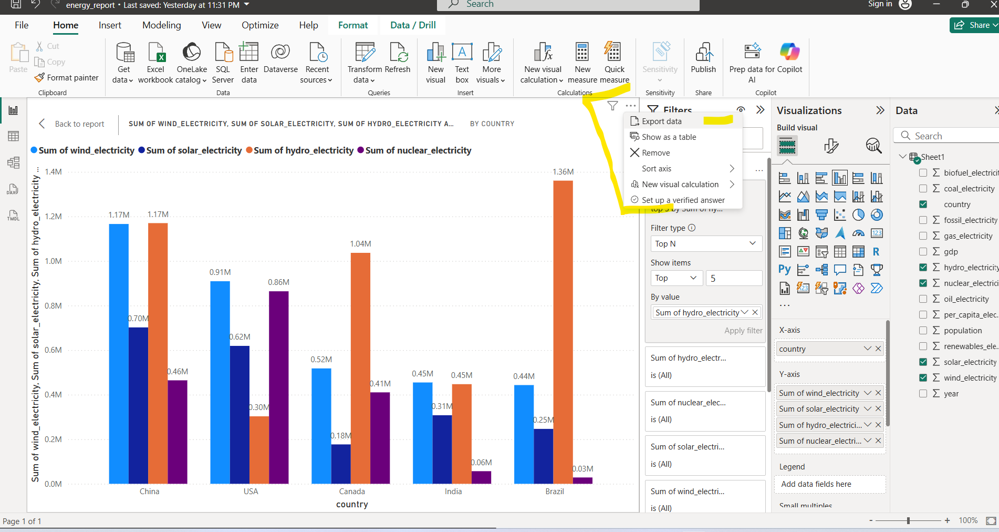 energy_report • Last saved: Yesterday at 11:31 PM
Search
Sign in
File Home Insert Modeling View Optimize Help Format Data / Drill
Share
Paste
Cut
Copy
Format painter
Clipboard
Get data
Excel workbook
OneLake catalog
SQL Server
Enter data
Dataverse
Recent sources
Data
Transform data
Refresh
Queries
New visual
Text box
More visuals
Insert
New visual calculation
New measure
Quick measure
Calculations
Sensitivity
Sensitivity
Publish
Share
Prep data for AI
Copilot
Copilot
DAX
TMDL
Back to report
SUM OF WIND_ELECTRICITY, SUM OF SOLAR_ELECTRICITY, SUM OF HYDRO_ELECTRICITY A... BY COUNTRY
Sum of wind_electricity Sum of solar_electricity Sum of hydro_electricity Sum of nuclear_electricity
Sum of wind_electricity, Sum of solar_electricity, Sum of hydro_electricity ...
1.4M
1.2M
1.0M
0.8M
0.6M
0.4M
0.2M
0.0M
1.17M 0.70M 1.17M 0.46M
0.91M 0.62M 0.30M 0.86M
0.52M 0.18M 1.04M 0.41M
0.45M 0.31M 0.45M 0.06M
0.44M 0.25M 1.36M 0.03M
China USA Canada India Brazil
country
Export data
Show as a table
Remove
Sort axis
New visual calculation
Set up a verified answer
Filters
top 5 by Sum of hy...
Filter type
Top N
Show items
Top 5
By value
Sum of hydro_electricity
Apply filter
Sum of hydro_electr...
is (All)
Sum of nuclear_elec...
is (All)
Sum of solar_electri...
is (All)
Sum of wind_electri...
is (All)
Visualizations
Build visual
123
R
Py
123
X-axis
country
Y-axis
Sum of wind_electricity
Sum of solar_electricity
Sum of hydro_electrici...
Sum of nuclear_electri...
Legend
Add data fields here
Small multiples
Data
Search
Sheet1
biofuel_electricit
coal_electricity
country
fossil_electricity
gas_electricity
gdp
hydro_electricity
nuclear_electrici
oil_electricity
per_capita_elec...
population
renewables_ele...
solar_electricity
wind_electricity
year
Page 1 of 1
- + 100%